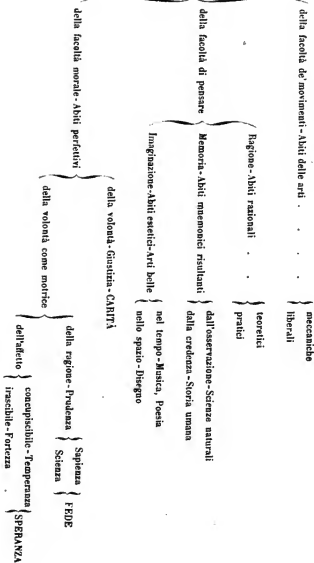 della facoltà de' movimenti - Abiti delle arti . . . .
meccaniche
liberali
della facoltà di pensare
Ragione - Abiti razionali . .
teoretici
pratici
Memoria - Abiti mnemonici risultanti
dall'osservazione - Scienze naturali
dalla credenza - Storia umana
Imaginazione - Abiti estetici - Arti belle
nel tempo - Musica, Poesia
nello spazio - Disegno
della facoltà morale - Abiti perfettivi
della volontà - Giustizia - CARITÀ
della volontà come motrice
della ragione - Prudenza
Sapienza
Scienza
FEDE
dell'affetto
concupiscibile - Temperanza
irascibile - Fortezza .
SPERANZA